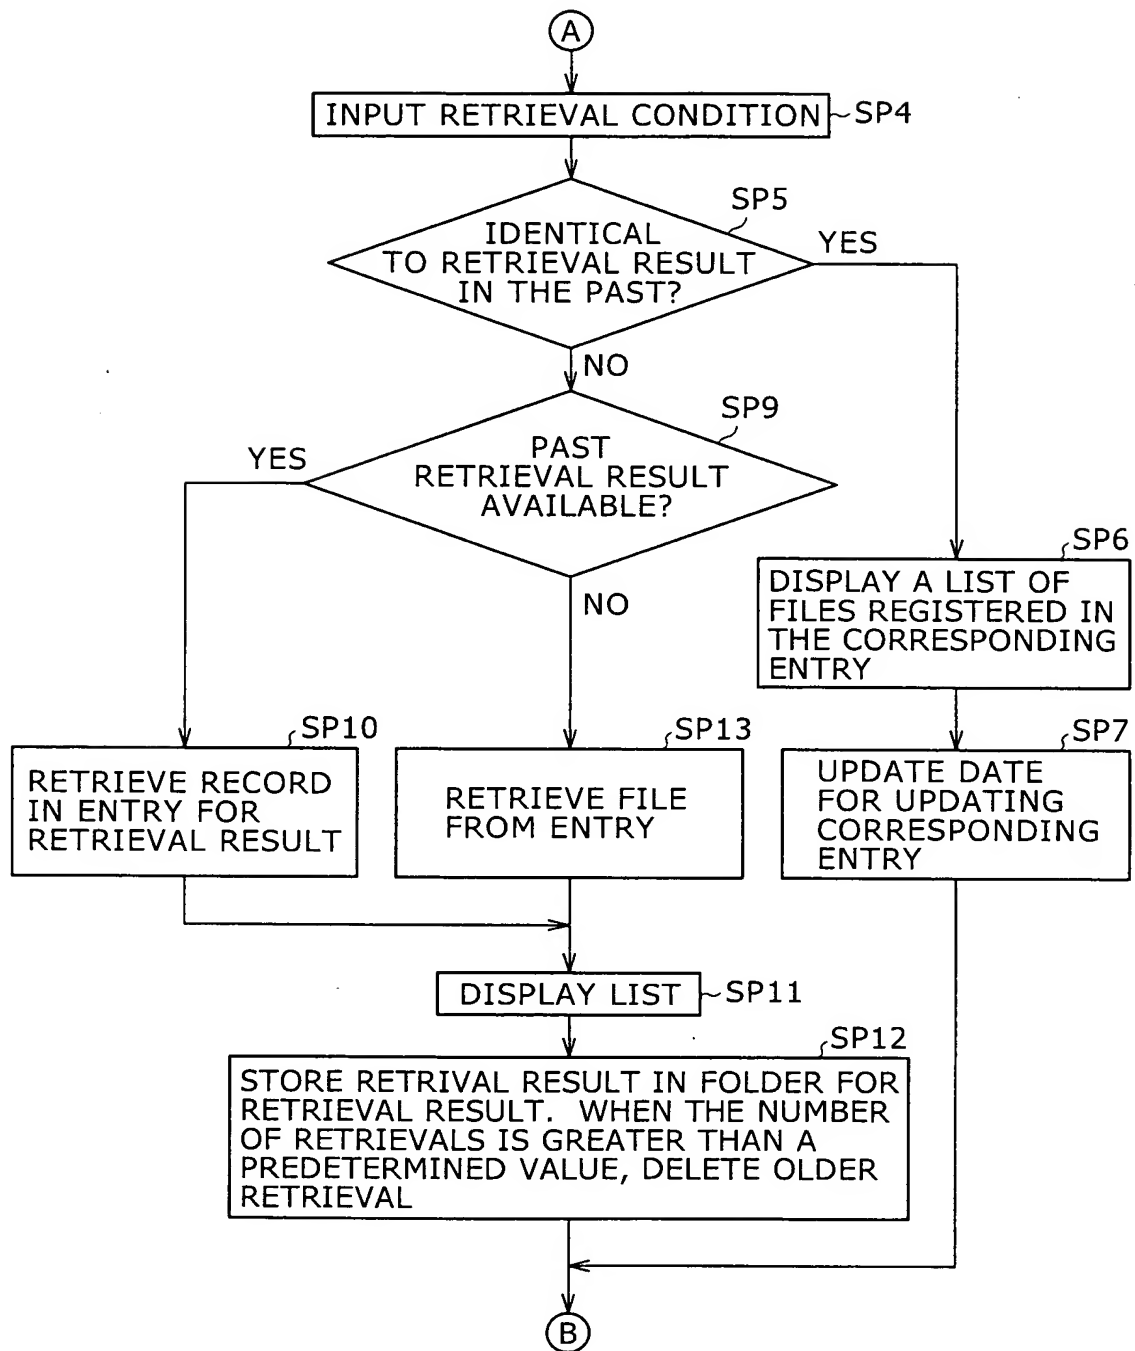 A
INPUT RETRIEVAL CONDITION
SP4
SP5
IDENTICAL
TO RETRIEVAL RESULT
IN THE PAST?
YES
NO
SP9
PAST
RETRIEVAL RESULT
AVAILABLE?
YES
NO
SP6
DISPLAY A LIST OF
FILES REGISTERED IN
THE CORRESPONDING
ENTRY
SP10
RETRIEVE RECORD
IN ENTRY FOR
RETRIEVAL RESULT
SP13
RETRIEVE FILE
FROM ENTRY
SP7
UPDATE DATE
FOR UPDATING
CORRESPONDING
ENTRY
DISPLAY LIST
SP11
SP12
STORE RETRIVAL RESULT IN FOLDER FOR
RETRIEVAL RESULT. WHEN THE NUMBER
OF RETRIEVALS IS GREATER THAN A
PREDETERMINED VALUE, DELETE OLDER
RETRIEVAL
B